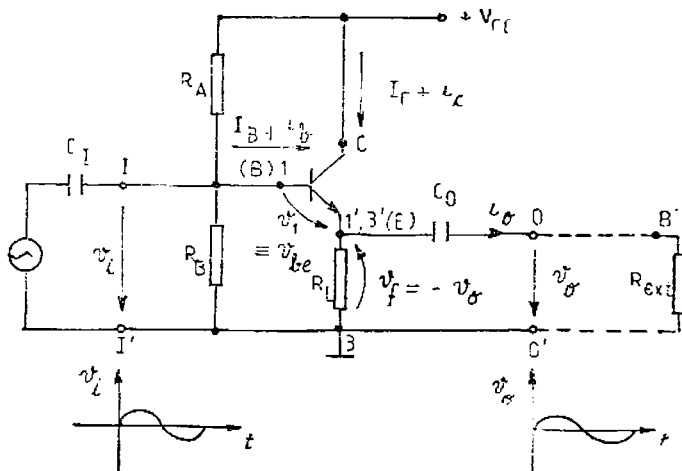 + V
R_A
I_C + i_c
I_B + i_b
C
C_I
I
(B) 1
1', 3' (E)
C_O
i_o
O
B'
v_i
R_B
v_1
≡ v_be
R_L
v_f = - v_o
v_o
R_ext
I'
3
O'
v_i
t
v_o
t